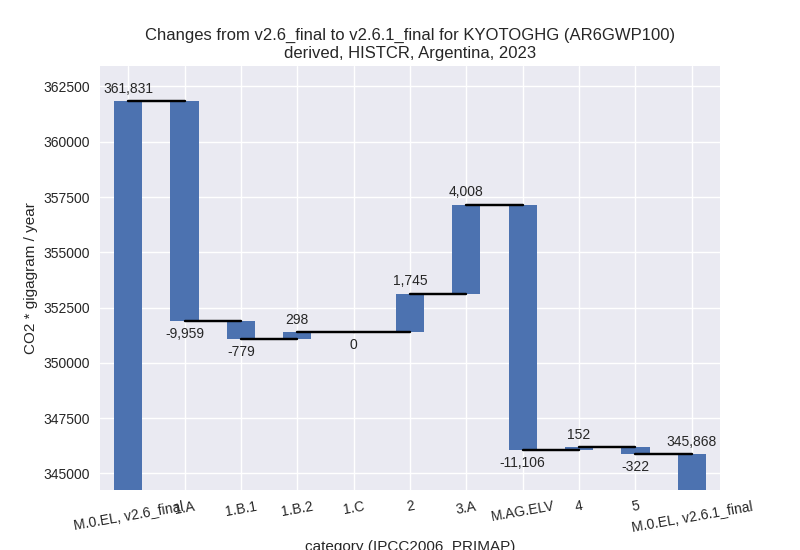 Changes from v2.6_final to v2.6.1_final for KYOTOGHG (AR6GWP100)
derived, HISTCR, Argentina, 2023
CO2 * gigagram / year
362500
360000
357500
355000
352500
350000
347500
345000
361,831
-9,959
-779
298
0
1,745
4,008
-11,106
152
-322
345,868
M.0.EL, v2.6_final
1.A
1.B.1
1.B.2
1.C
2
3.A
M.AG.ELV
4
5
M.0.EL, v2.6.1_final
category (IPCC2006_PRIMAP)